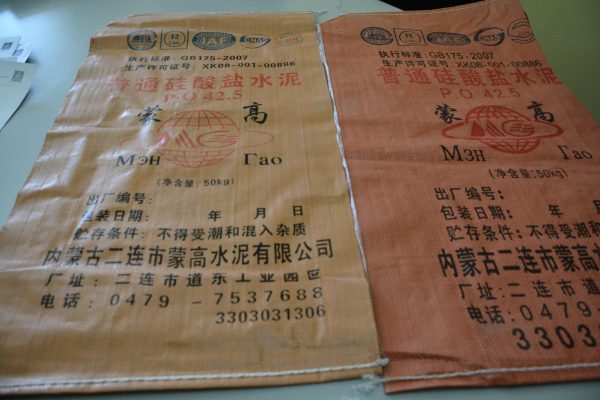 执行标准：GB175-2007
生产许可证号：XK08-001-00886
普通硅酸盐水泥
P.O 42.5
蒙 高
Мэн Гао
（净含量：50kg）
出厂编号：
包装日期： 年 月 日
贮存条件：不得受潮和混入杂质
内蒙古二连市蒙高水泥有限公司
厂址：二连市道东工业园区
电话：0479-7537688
3303031306
执行标准：GB175-2007
生产许可证号：XK08-001-00886
普通硅酸盐水泥
P.O 42.5
蒙 高
Мзн Гао
（净含量：50kg）
出厂编号：
包装日期： 年
贮存条件：不得受潮和混入
内蒙古二连市蒙高
厂址：二连市道
电话：0479
33030